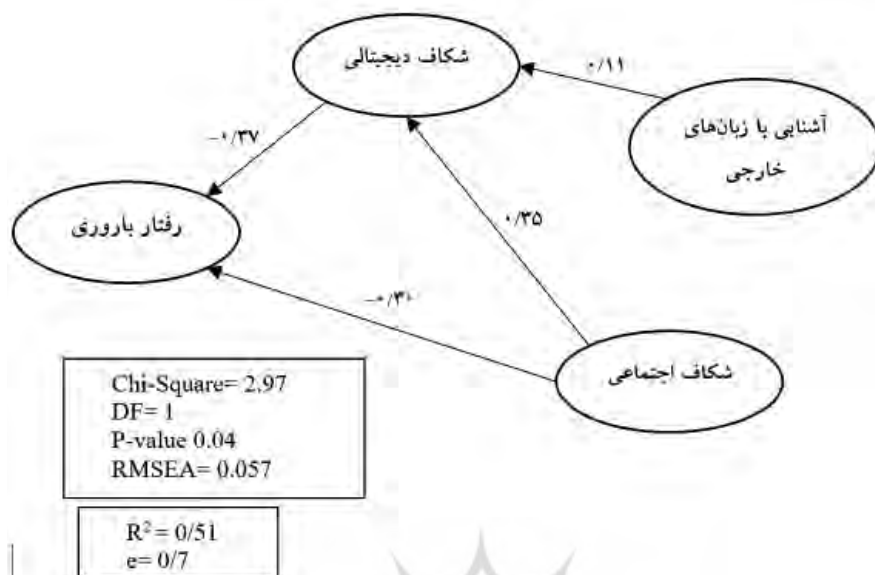 شکاف دیجیتالی
۰/۱۱
آشنایی با زبان‌های
خارجی
-۰/۳۷
رفتار باروری
۰/۳۵
-۰/۳۰
شکاف اجتماعی
Chi-Square= 2.97
DF= 1
P-value 0.04
RMSEA= 0.057
R² = 0/51
e= 0/7